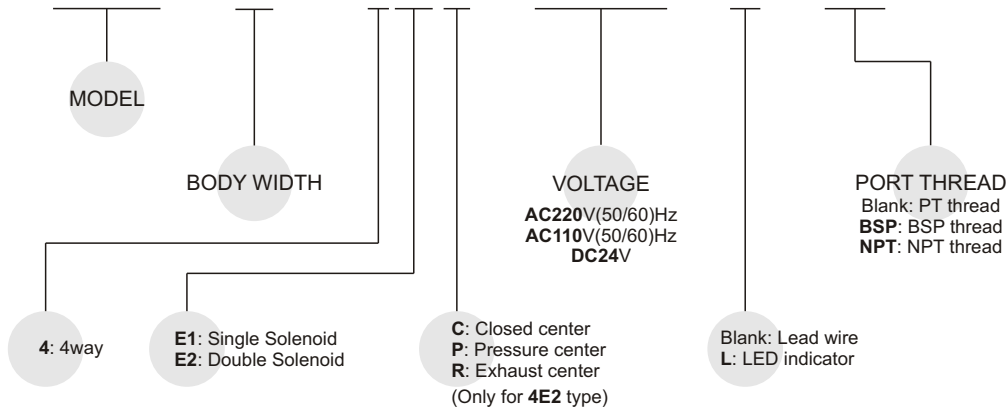 MODEL
BODY WIDTH
VOLTAGE
AC220V(50/60)Hz
AC110V(50/60)Hz
DC24V
PORT THREAD
Blank: PT thread
BSP: BSP thread
NPT: NPT thread
4: 4way
E1: Single Solenoid
E2: Double Solenoid
C: Closed center
P: Pressure center
R: Exhaust center
(Only for 4E2 type)
Blank: Lead wire
L: LED indicator